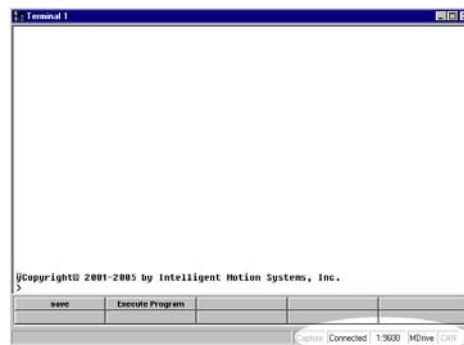 Terminal 1
ÿCopyright© 2001-2005 by Intelligent Motion Systems, Inc.
>
save Execute Program
Capture Connected 1:9600 MDrive CAN